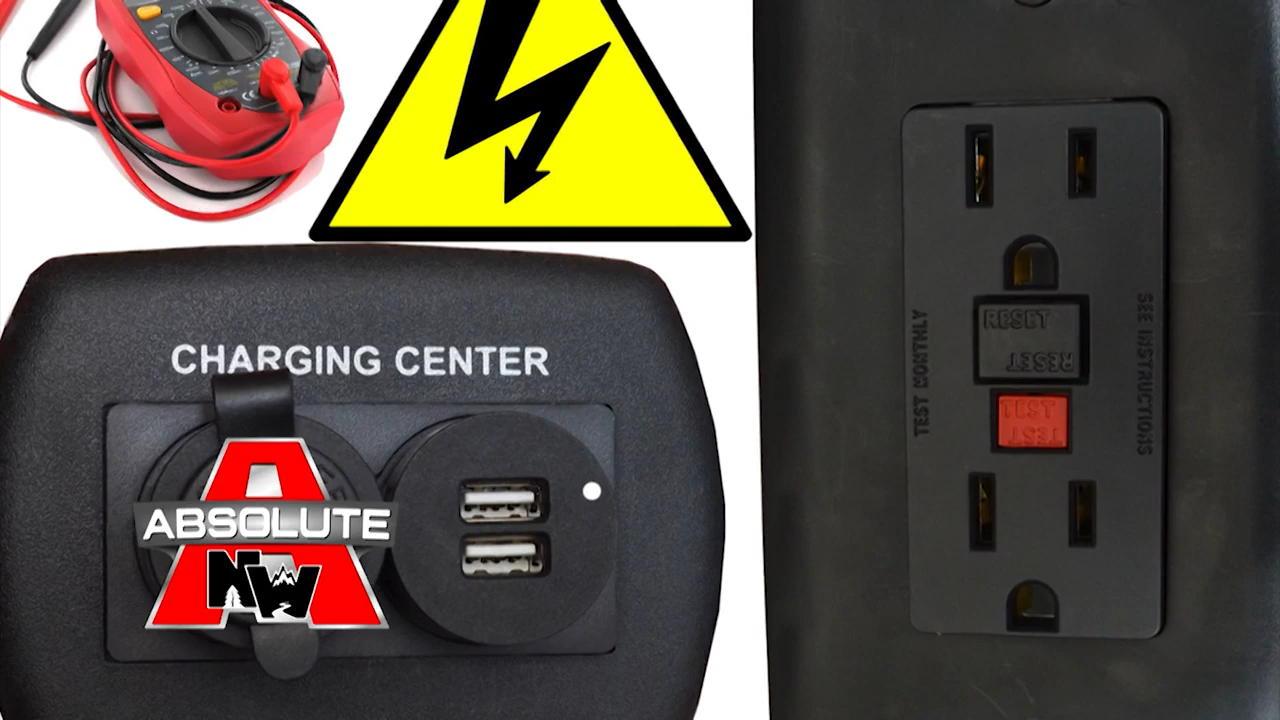 CHARGING CENTER
ABSOLUTE
NW
TEST MONTHLY
RESET
RESET
TEST
TEST
SEE INSTRUCTIONS